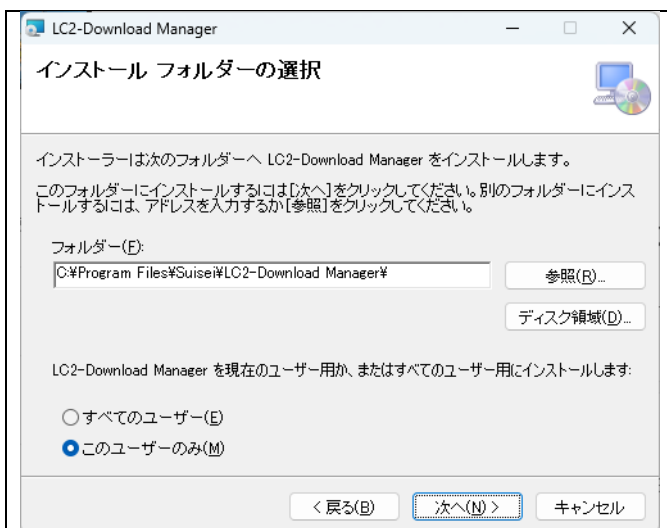 LC2-Download Manager
インストール フォルダーの選択
インストーラーは次のフォルダーへ LC2-Download Manager をインストールします。
このフォルダーにインストールするには[次へ]をクリックしてください。別のフォルダーにインス
トールするには、アドレスを入力するか[参照]をクリックしてください。
フォルダー(F):
C:¥Program Files¥Suisei¥LC2-Download Manager¥
参照(R)...
ディスク領域(D)...
LC2-Download Manager を現在のユーザー用か、またはすべてのユーザー用にインストールします:
すべてのユーザー(E)
このユーザーのみ(M)
< 戻る(B)
次へ(N) >
キャンセル